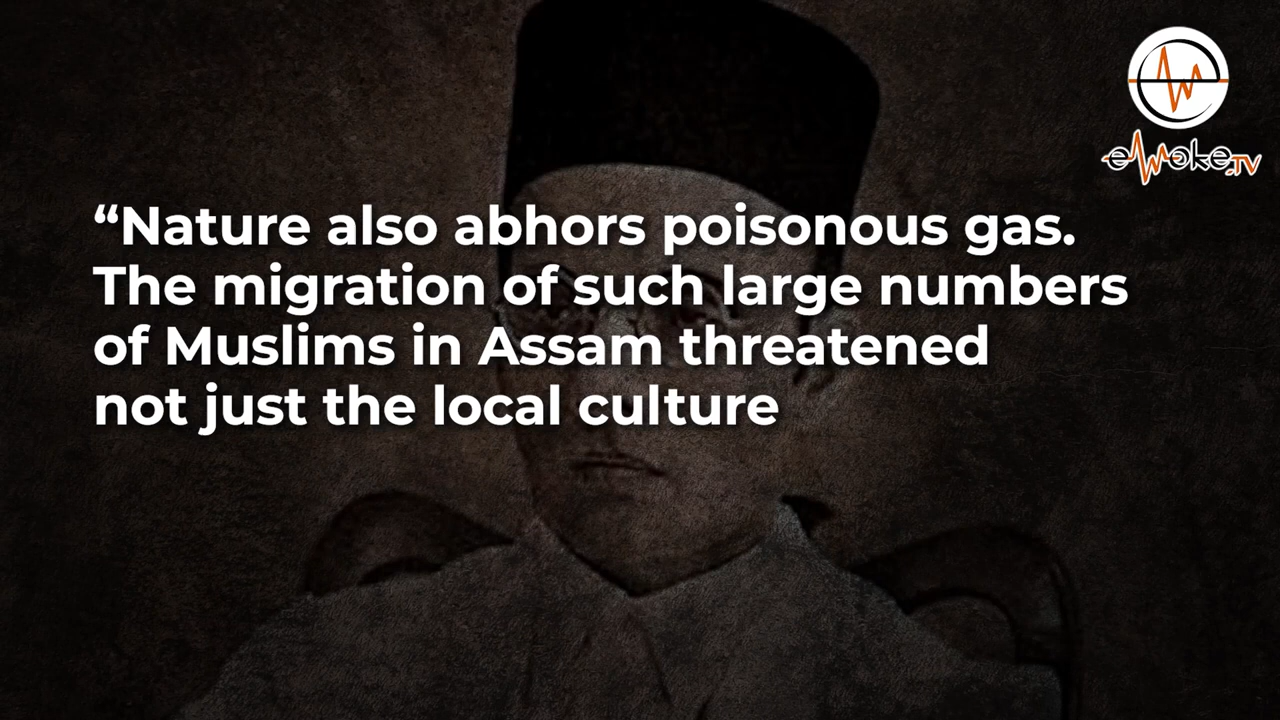 eWoke.TV
“Nature also abhors poisonous gas.
The migration of such large numbers
of Muslims in Assam threatened
not just the local culture